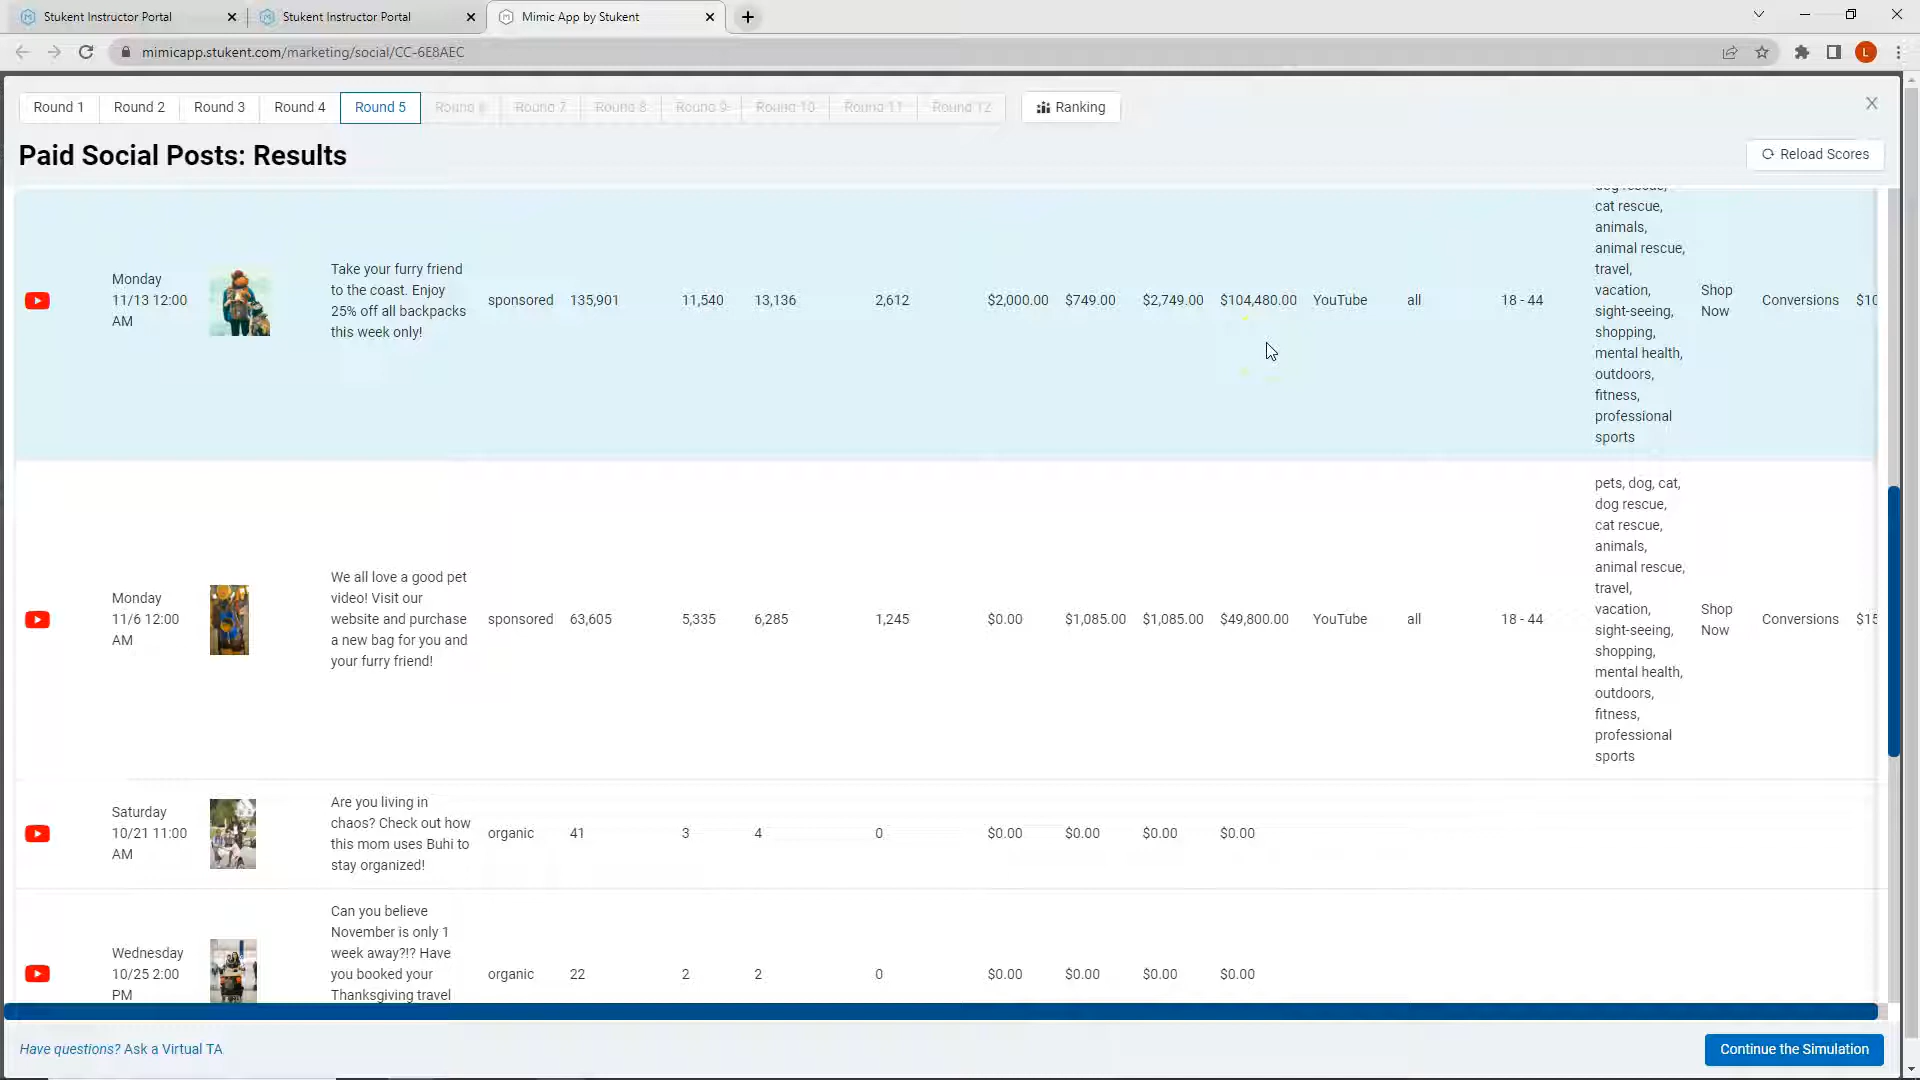 Stukent Instructor Portal
Stukent Instructor Portal
Mimic App by Stukent
mimicapp.stukent.com/marketing/social/CC-6E8AEC
L
Round 1 Round 2 Round 3 Round 4 Round 5 Round 6 Round 7 Round 8 Round 9 Round 10 Round 11 Round 12 Ranking
Paid Social Posts: Results
Reload Scores
Monday
11/13 12:00
AM
Take your furry friend
to the coast. Enjoy
25% off all backpacks
this week only!
sponsored 135,901 11,540 13,136 2,612 $2,000.00 $749.00 $2,749.00 $104,480.00 YouTube all 18 - 44
dog rescue,
cat rescue,
animals,
animal rescue,
travel,
vacation,
sight-seeing,
shopping,
mental health,
outdoors,
fitness,
professional
sports
Shop
Now
Conversions $10
Monday
11/6 12:00
AM
We all love a good pet
video! Visit our
website and purchase
a new bag for you and
your furry friend!
sponsored 63,605 5,335 6,285 1,245 $0.00 $1,085.00 $1,085.00 $49,800.00 YouTube all 18 - 44
pets, dog, cat,
dog rescue,
cat rescue,
animals,
animal rescue,
travel,
vacation,
sight-seeing,
shopping,
mental health,
outdoors,
fitness,
professional
sports
Shop
Now
Conversions $15
Saturday
10/21 11:00
AM
Are you living in
chaos? Check out how
this mom uses Buhi to
stay organized!
organic 41 3 4 0 $0.00 $0.00 $0.00 $0.00
Wednesday
10/25 2:00
PM
Can you believe
November is only 1
week away?!? Have
you booked your
Thanksgiving travel
organic 22 2 2 0 $0.00 $0.00 $0.00 $0.00
Have questions? Ask a Virtual TA
Continue the Simulation